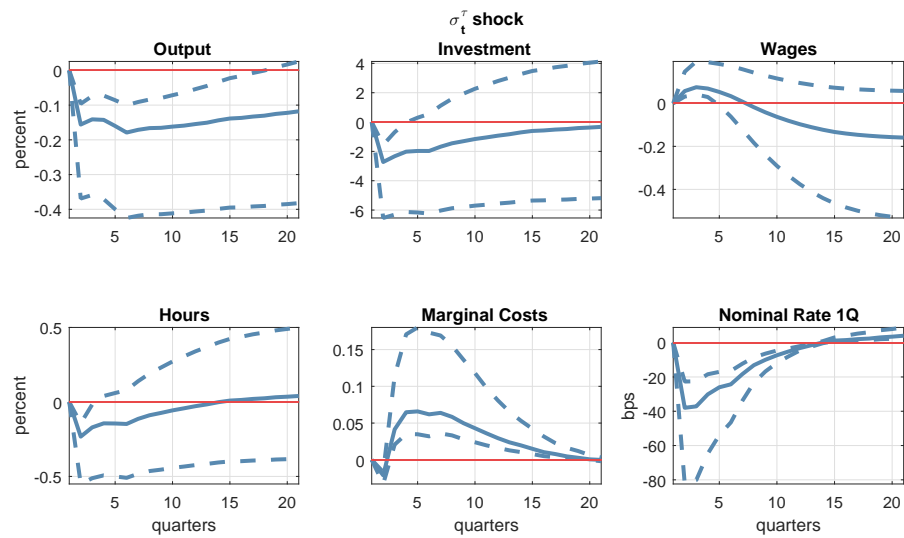 σ_t^τ shock
Output Investment Wages
0 4 0.2
-0.1 2 0
-0.2 0 -0.2
-0.3 -2 -0.4
-0.4 -4
-6
percent
5 10 15 20 5 10 15 20 5 10 15 20
Hours Marginal Costs Nominal Rate 1Q
0.5 0.15 0
0 0.1 -20
-0.5 0.05 -40
0 -60
-80
percent bps
5 10 15 20 5 10 15 20 5 10 15 20
quarters quarters quarters